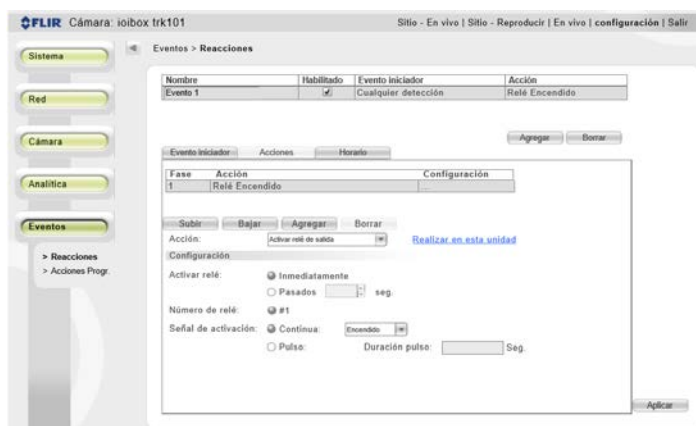 FLIR Cámara: ioibox trk101
Sitio - En vivo | Sitio - Reproducir | En vivo | configuración | Salir
Sistema
Red
Cámara
Analítica
Eventos
> Reacciones
> Acciones Progr.
Eventos > Reacciones
Nombre Habilitado Evento iniciador Acción
Evento 1 Cualquier detección Relé Encendido
Agregar Borrar
Evento iniciador Acciones Horario
Fase Acción Configuración
1 Relé Encendido ...
Subir Bajar Agregar Borrar
Acción: Activar relé de salida Realizar en esta unidad
Configuración
Activar relé: Inmediatamente
Pasados seg.
Número de relé: #1
Señal de activación: Continua: Encendido
Pulso: Duración pulso: Seg.
Aplicar